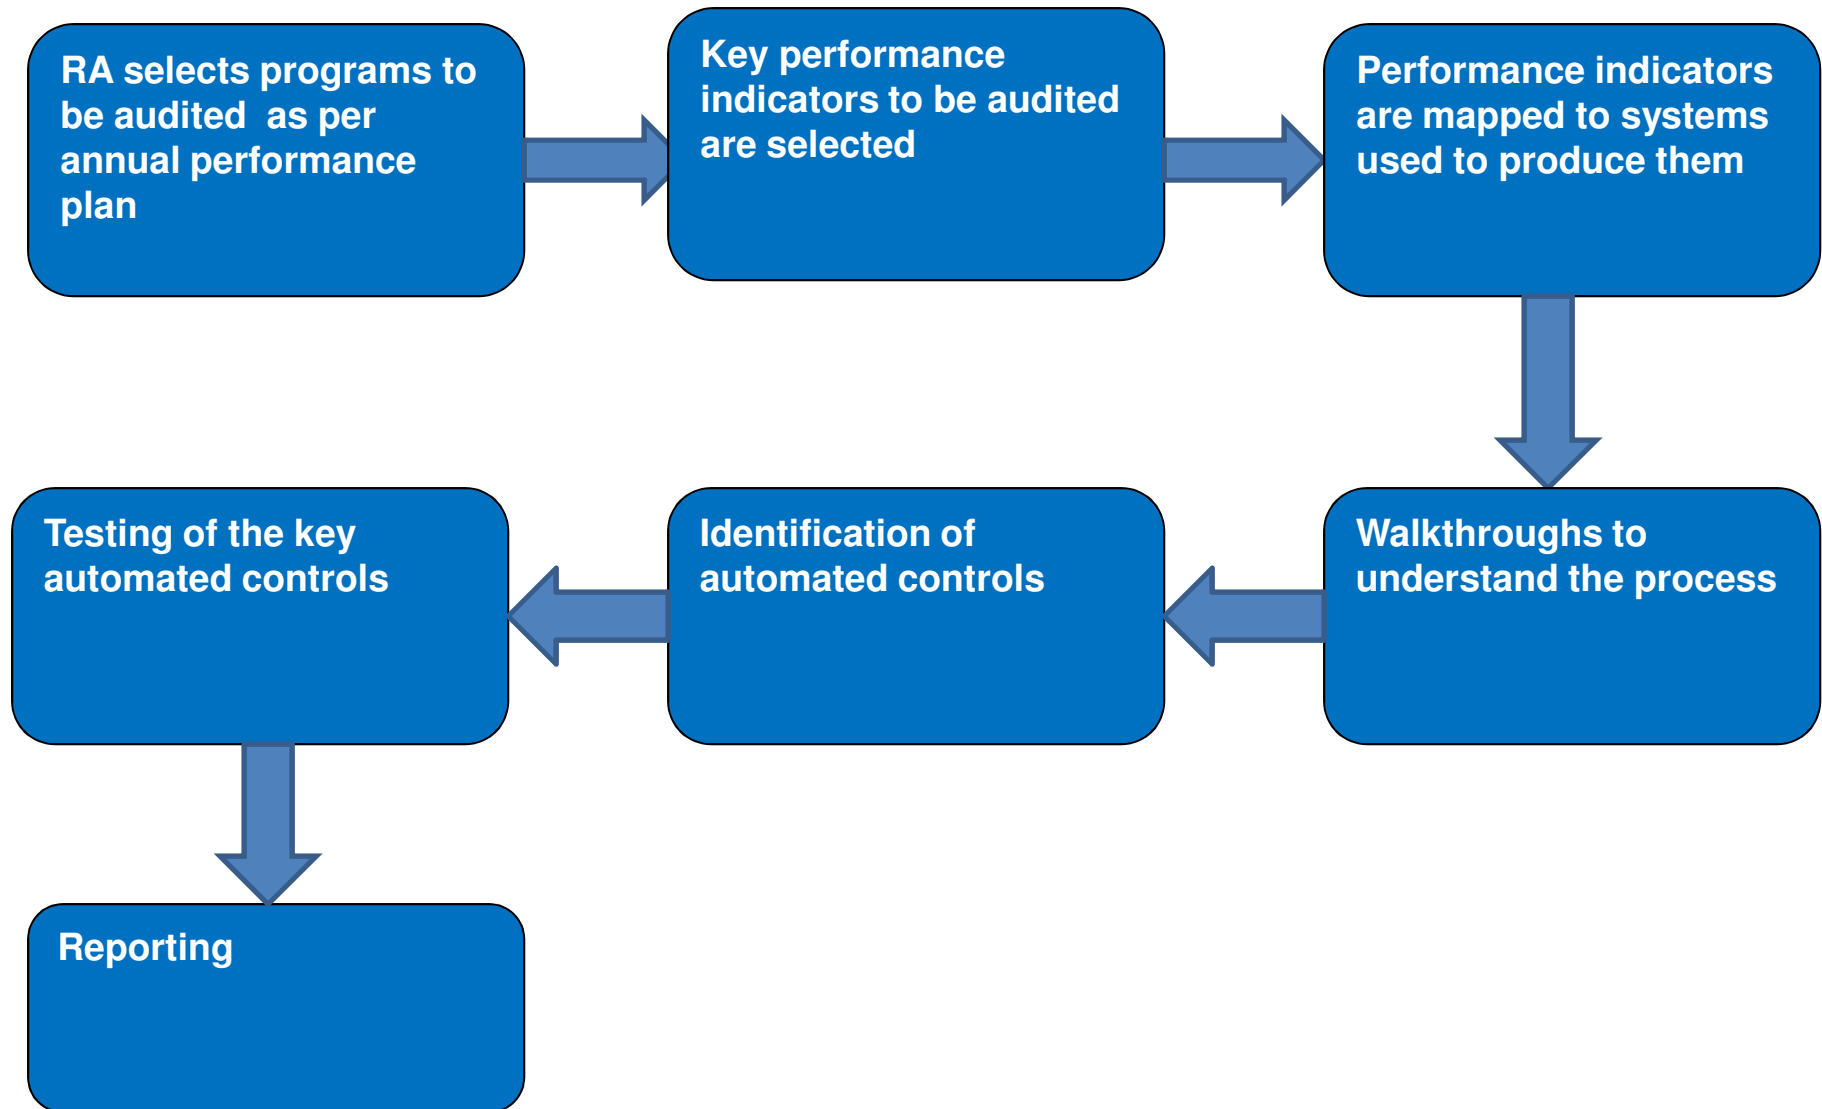 RA selects programs to
be audited  as per
annual performance
plan
Key performance
indicators to be audited
are selected
Performance indicators
are mapped to systems
used to produce them
Walkthroughs to
understand the process
Identification of
automated controls
Testing of the key
automated controls
Reporting